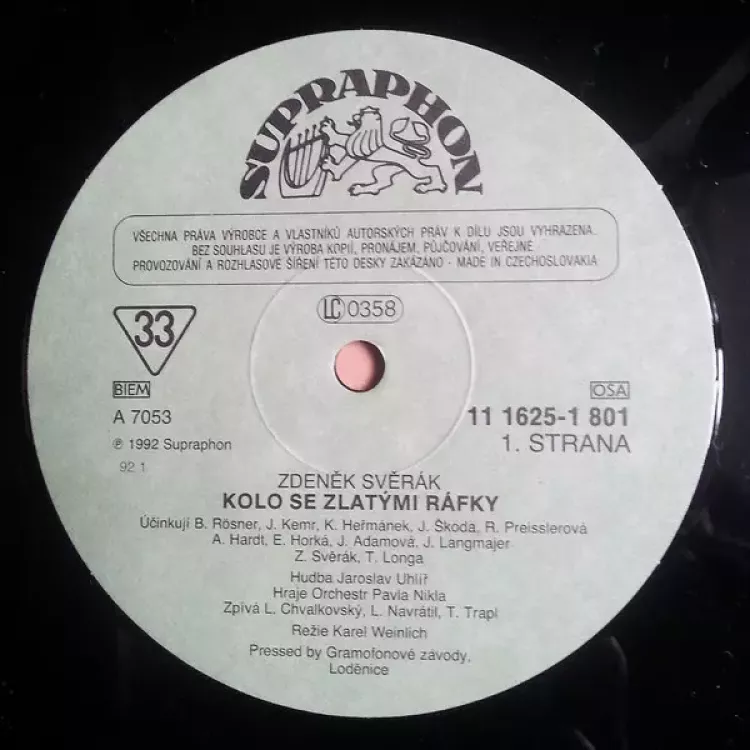 SUPRAPHON
VŠECHNA PRÁVA VÝROBCE A VLASTNÍKŮ AUTORSKÝCH PRÁV K DÍLU JSOU VYHRAZENA.
BEZ SOUHLASU JE VÝROBA KOPIÍ, PRONÁJEM, PŮJČOVÁNÍ, VEŘEJNÉ
PROVOZOVÁNÍ A ROZHLASOVÉ ŠÍŘENÍ TÉTO DESKY ZAKÁZÁNO · MADE IN CZECHOSLOVAKIA
33
LC 0358
BIEM
OSA
A 7053
11 1625-1 801
℗ 1992 Supraphon
1. STRANA
92 1
ZDENĚK SVĚRÁK
KOLO SE ZLATÝMI RÁFKY
Účinkují B. Rösner, J. Kemr, K. Heřmánek, J. Škoda, R. Preisslerová
A. Hardt, E. Horká, J. Adamová, J. Langmajer
Z. Svěrák, T. Longa
Hudba Jaroslav Uhlíř
Hraje Orchestr Pavla Nikla
Zpívá L. Chvalkovský, L. Navrátil, T. Trapl
Režie Karel Weinlich
Pressed by Gramofonové závody,
Loděnice